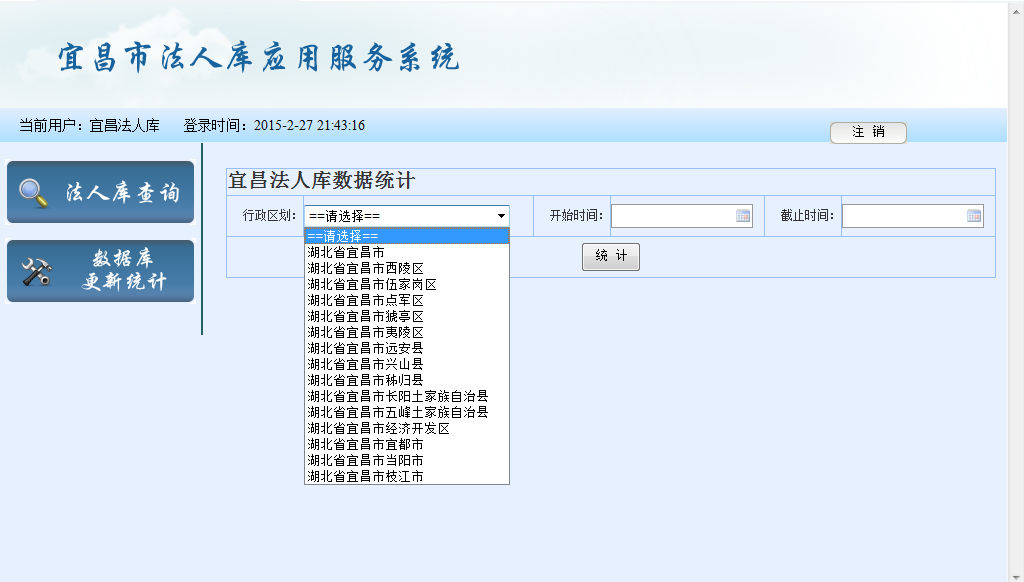 宜昌市法人库应用服务系统
当前用户：宜昌法人库 登录时间：2015-2-27 21:43:16
注 销
法人库查询
数据库
更新统计
宜昌法人库数据统计
行政区划： ==请选择== 开始时间： 截止时间：
统 计
==请选择==
湖北省宜昌市
湖北省宜昌市西陵区
湖北省宜昌市伍家岗区
湖北省宜昌市点军区
湖北省宜昌市猇亭区
湖北省宜昌市夷陵区
湖北省宜昌市远安县
湖北省宜昌市兴山县
湖北省宜昌市秭归县
湖北省宜昌市长阳土家族自治县
湖北省宜昌市五峰土家族自治县
湖北省宜昌市经济开发区
湖北省宜昌市宜都市
湖北省宜昌市当阳市
湖北省宜昌市枝江市